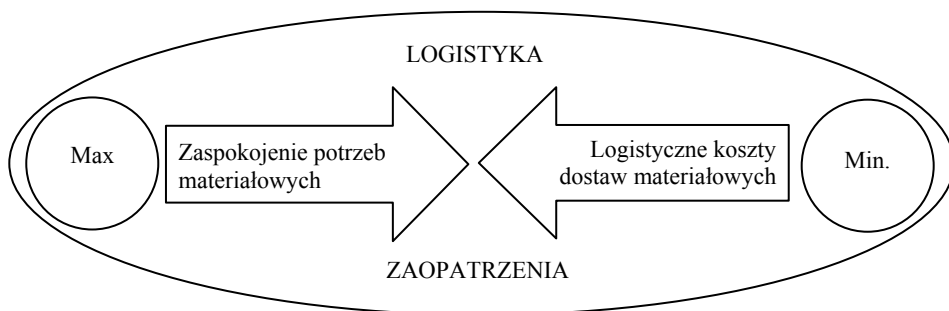 LOGISTYKA
Max
Zaspokojenie potrzeb
materiałowych
Logistyczne koszty
dostaw materiałowych
Min.
ZAOPATRZENIA